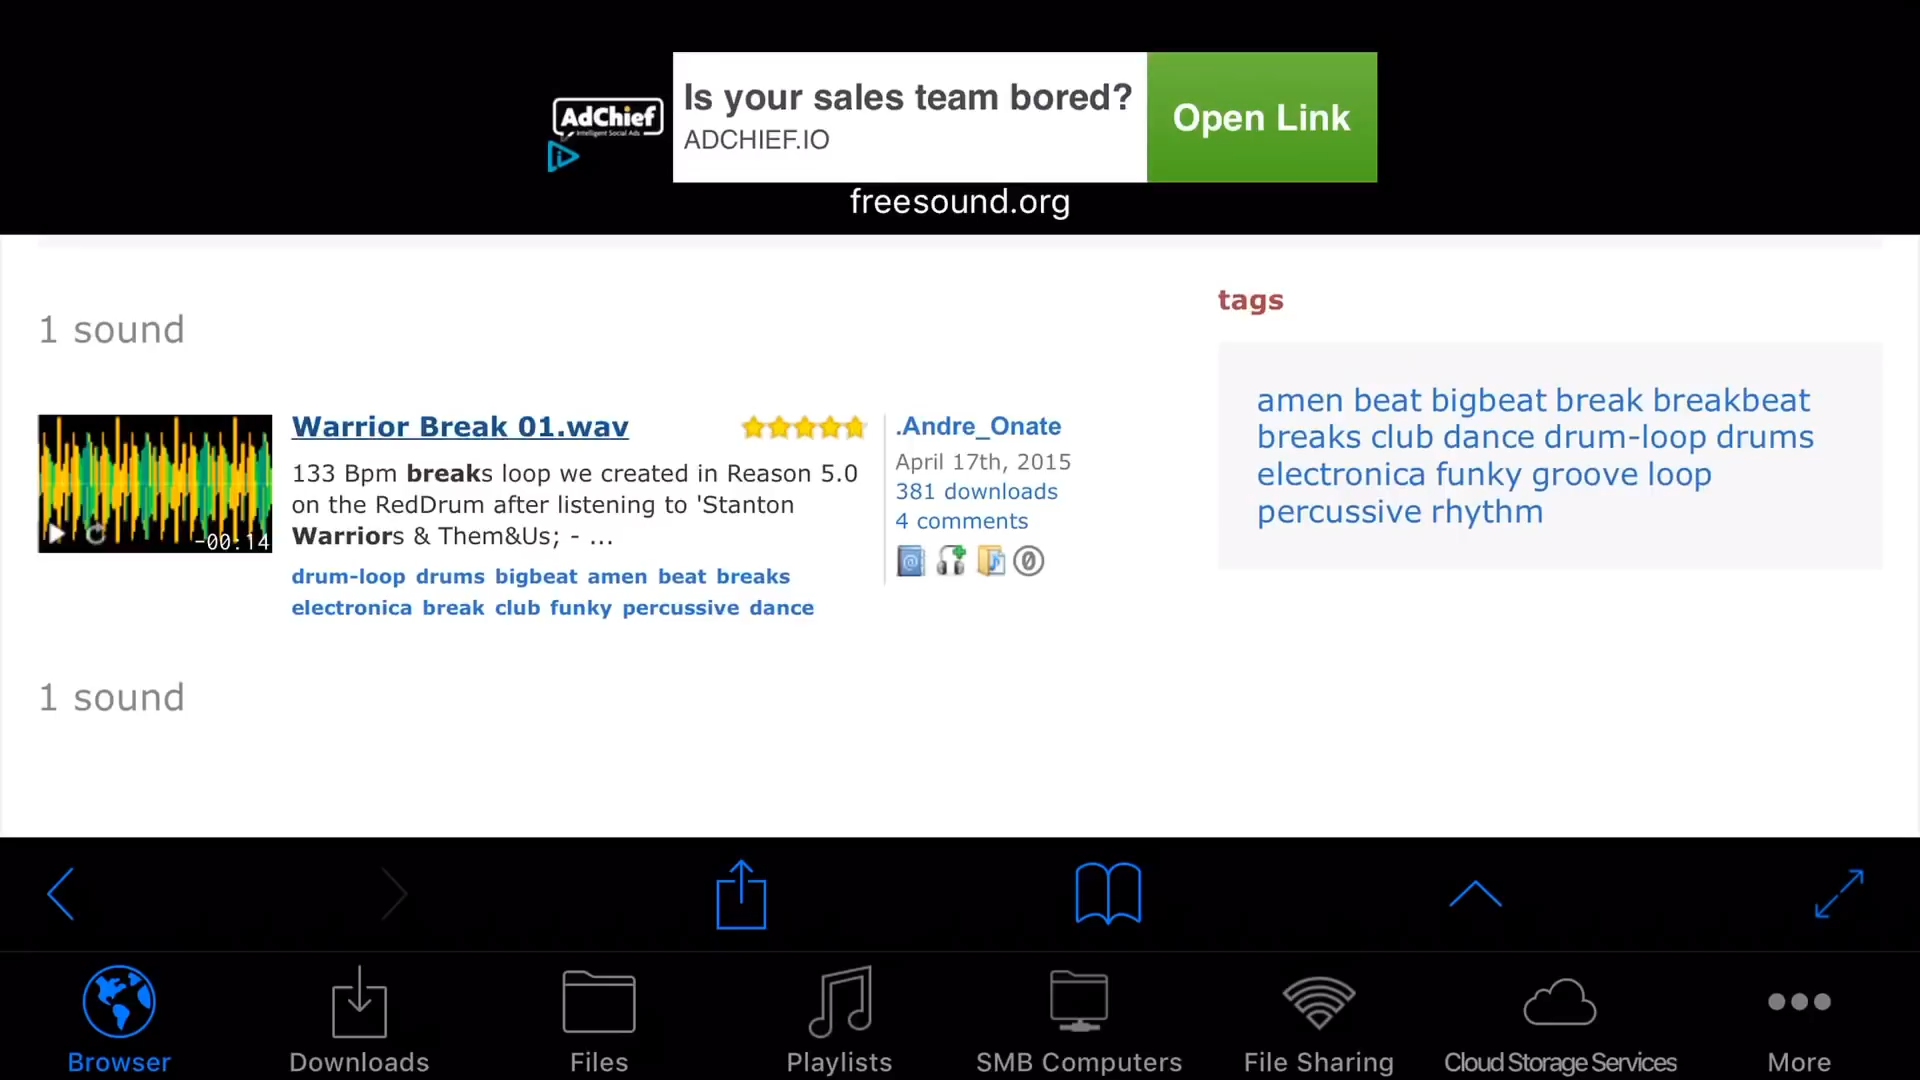 AdChief
Intelligent Social Ads
Is your sales team bored?
ADCHIEF.IO
Open Link
freesound.org
1 sound
Warrior Break 01.wav
133 Bpm breaks loop we created in Reason 5.0
on the RedDrum after listening to 'Stanton
Warriors & Them&Us; - ...
drum-loop drums bigbeat amen beat breaks
electronica break club funky percussive dance
-00:14
.Andre_Onate
April 17th, 2015
381 downloads
4 comments
tags
amen beat bigbeat break breakbeat
breaks club dance drum-loop drums
electronica funky groove loop
percussive rhythm
1 sound
Browser
Downloads
Files
Playlists
SMB Computers
File Sharing
Cloud Storage Services
More